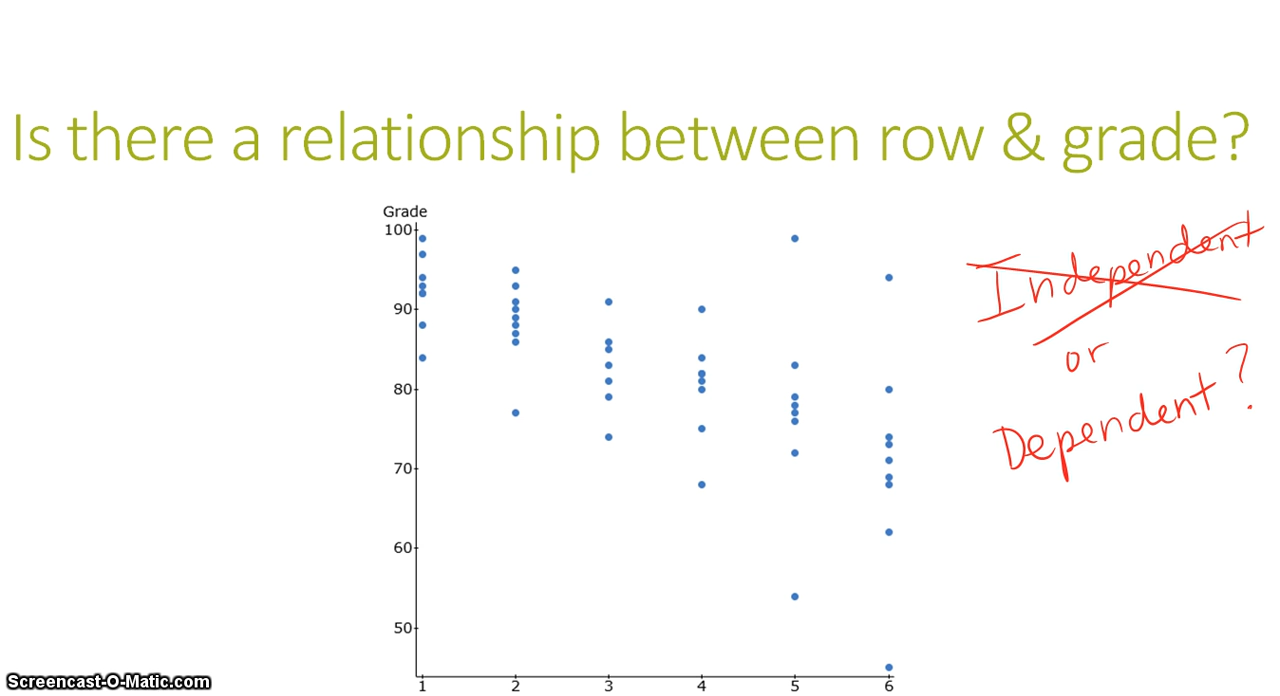 Is there a relationship between row & grade?
Grade
100
90
80
70
60
50
1 2 3 4 5 6
Independent
or
Dependent?
Screencast-O-Matic.com